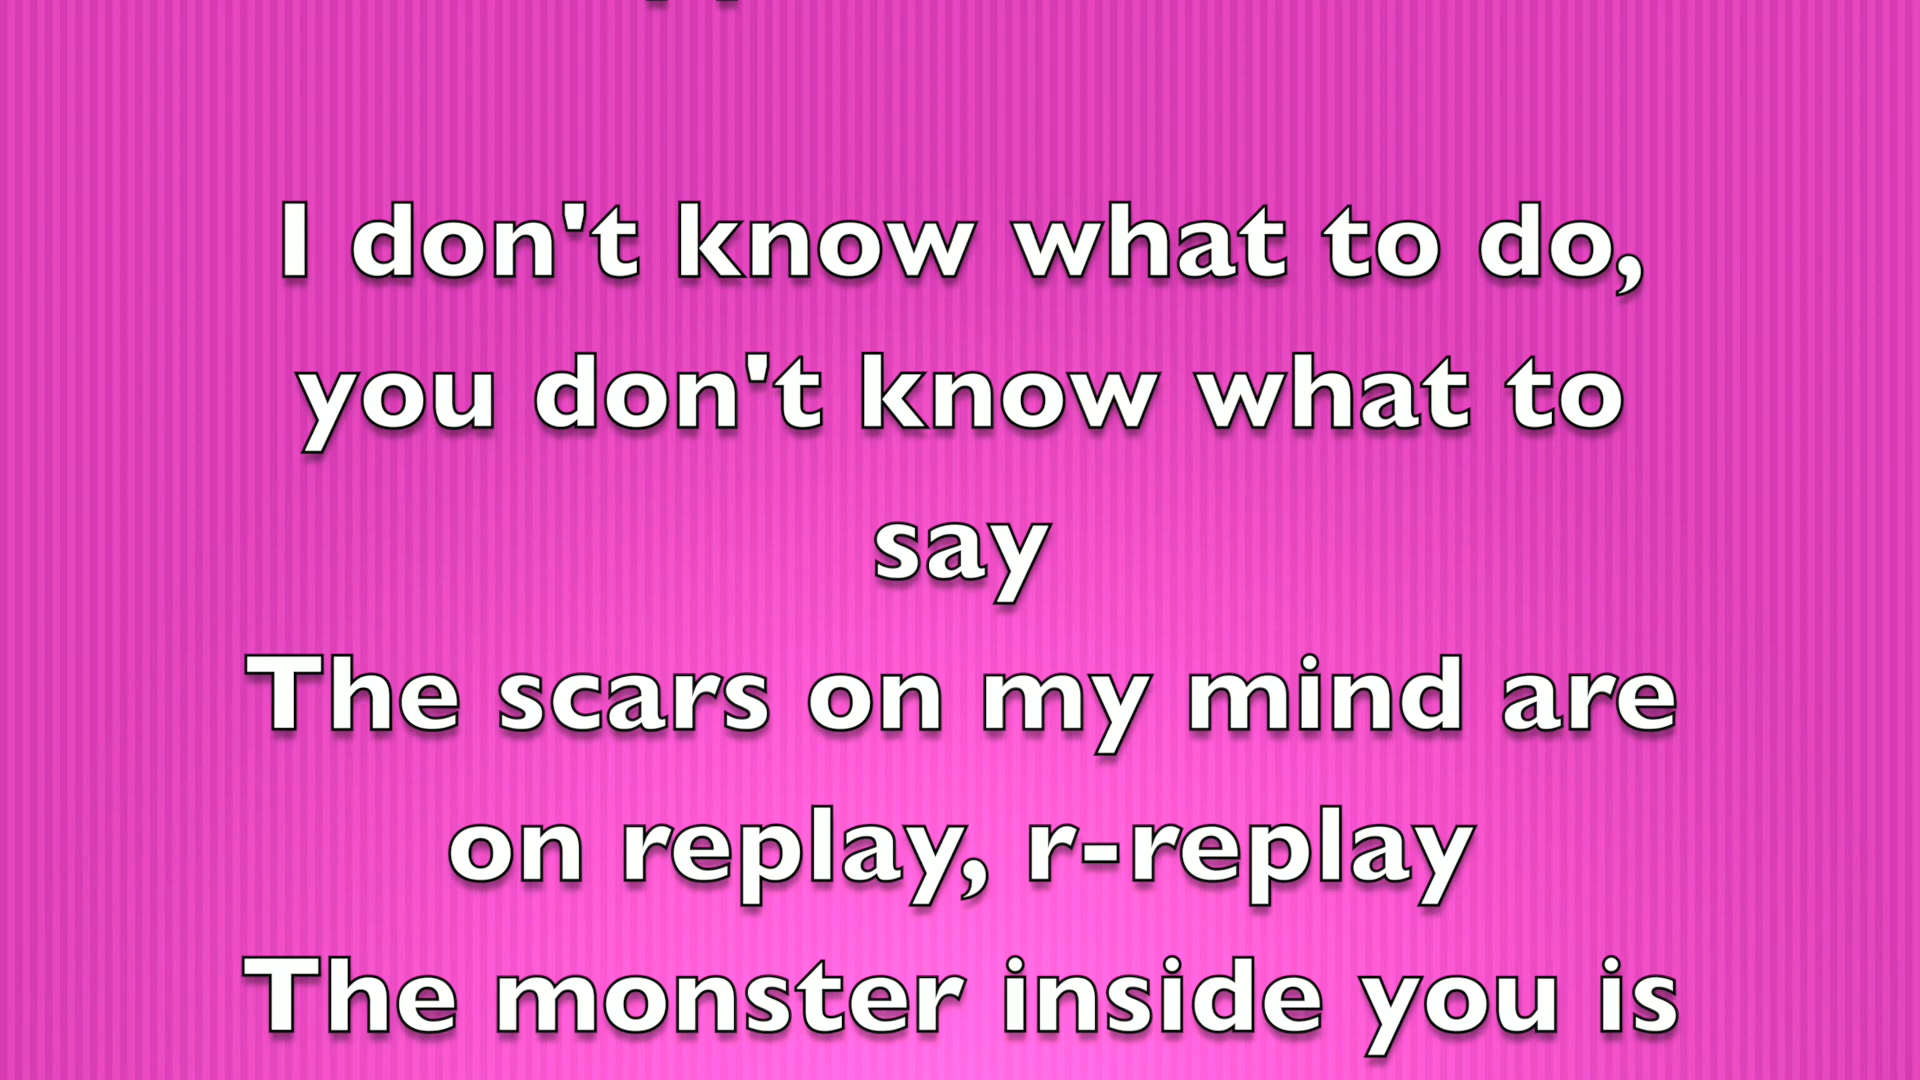 I don't know what to do,
you don't know what to
say
The scars on my mind are
on replay, r-replay
The monster inside you is